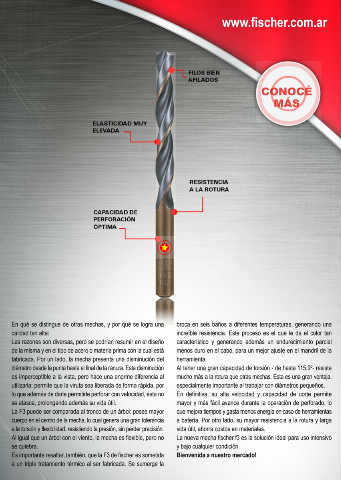 www.fischer.com.ar
CONOCÉ
MÁS
FILOS BIEN
AFILADOS
ELASTICIDAD MUY
ELEVADA
RESISTENCIA
A LA ROTURA
CAPACIDAD DE
PERFORACIÓN
OPTIMA
En qué se distingue de otras mechas, y por qué se logra una
calidad tan alta:
Las razones son diversas, pero se podrían resumir en el diseño
de la misma y en el tipo de acero o materia prima con la cual está
fabricada. Por un lado, la mecha presenta una disminución del
diámetro desde la punta hasta el final de la ranura. Esta disminución
es imperceptible a la vista, pero hace una enorme diferencia al
utilizarla: permite que la viruta sea liberada de forma rápida, por
lo que además de darle permitirle perforar con velocidad, ésta no
se atasca, prolongando además su vida útil.
La F3 puede ser comparada al tronco de un árbol: posee mayor
cuerpo en el centro de la mecha, lo cual genera una gran tolerancia
a la torsión y flexibilidad, resistiendo la presión, sin perder precisión.
Al igual que un árbol con el viento, la mecha es flexible, pero no
se quiebra.
Es importante resaltar, también, que la F3 de fischer es sometida
a un triple tratamiento térmico al ser fabricada. Se sumerge la
broca en seis baños a diferentes temperaturas, generando una
increíble resistencia. Este proceso es el que le da el color tan
característico y generando además un endurecimiento parcial
menos duro en el cabo, para un mejor ajuste en el mandril de la
herramienta.
Al tener una gran capacidad de torsión - de hasta 115,5º- resiste
mucho más a la rotura que otras mechas. Esta es una gran ventaja,
especialmente importante al trabajar con diámetros pequeños.
En definitiva, su alta velocidad y capacidad de corte permite
mayor y más fácil avance durante la operación de perforado, lo
que mejora tiempos y gasta menos energía en caso de herramientas
a batería. Por otro lado, su mayor resistencia a la rotura y larga
vida útil, ahorra costos en materiales.
La nueva mecha fischer f3 es la solución ideal para uso intensivo
y bajo cualquier condición
Bienvenida a nuestro mercado!